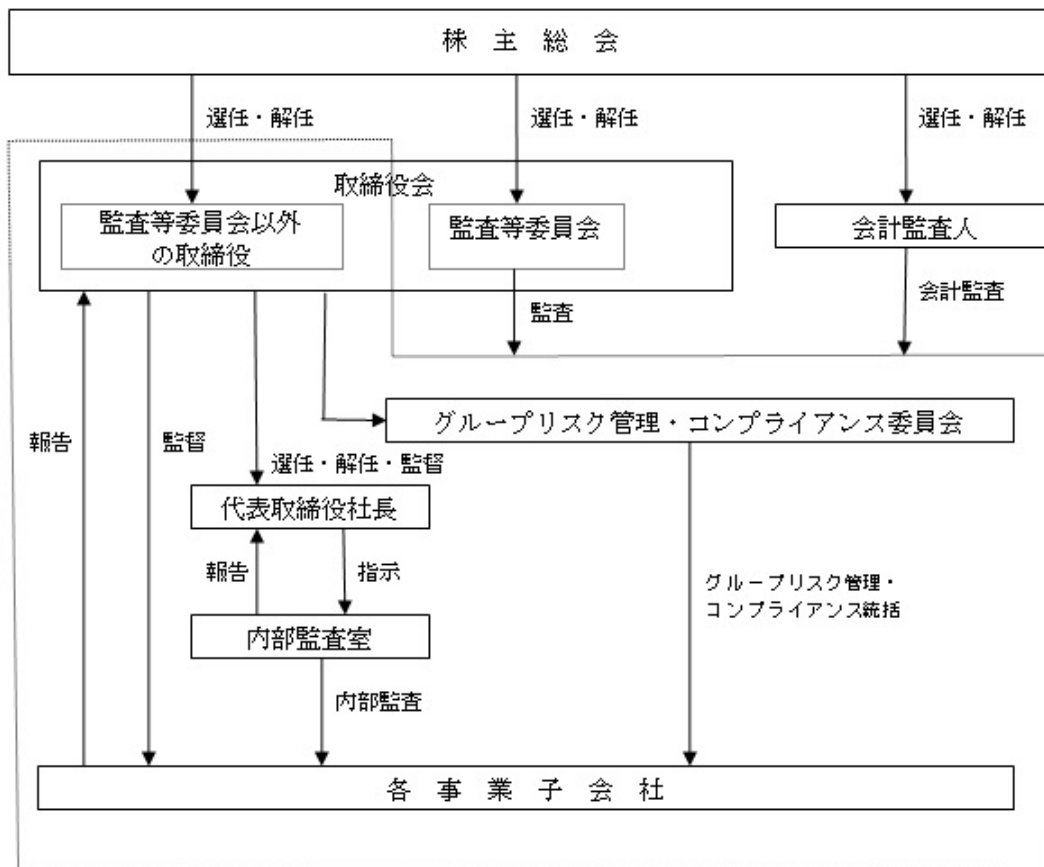 株主総会
選任・解任
選任・解任
選任・解任
取締役会
監査等委員会以外
の取締役
監査等委員会
会計監査人
監査
会計監査
グループリスク管理・コンプライアンス委員会
報告
監督
選任・解任・監督
代表取締役社長
報告
指示
グループリスク管理・
コンプライアンス統括
内部監査室
内部監査
各事業子会社